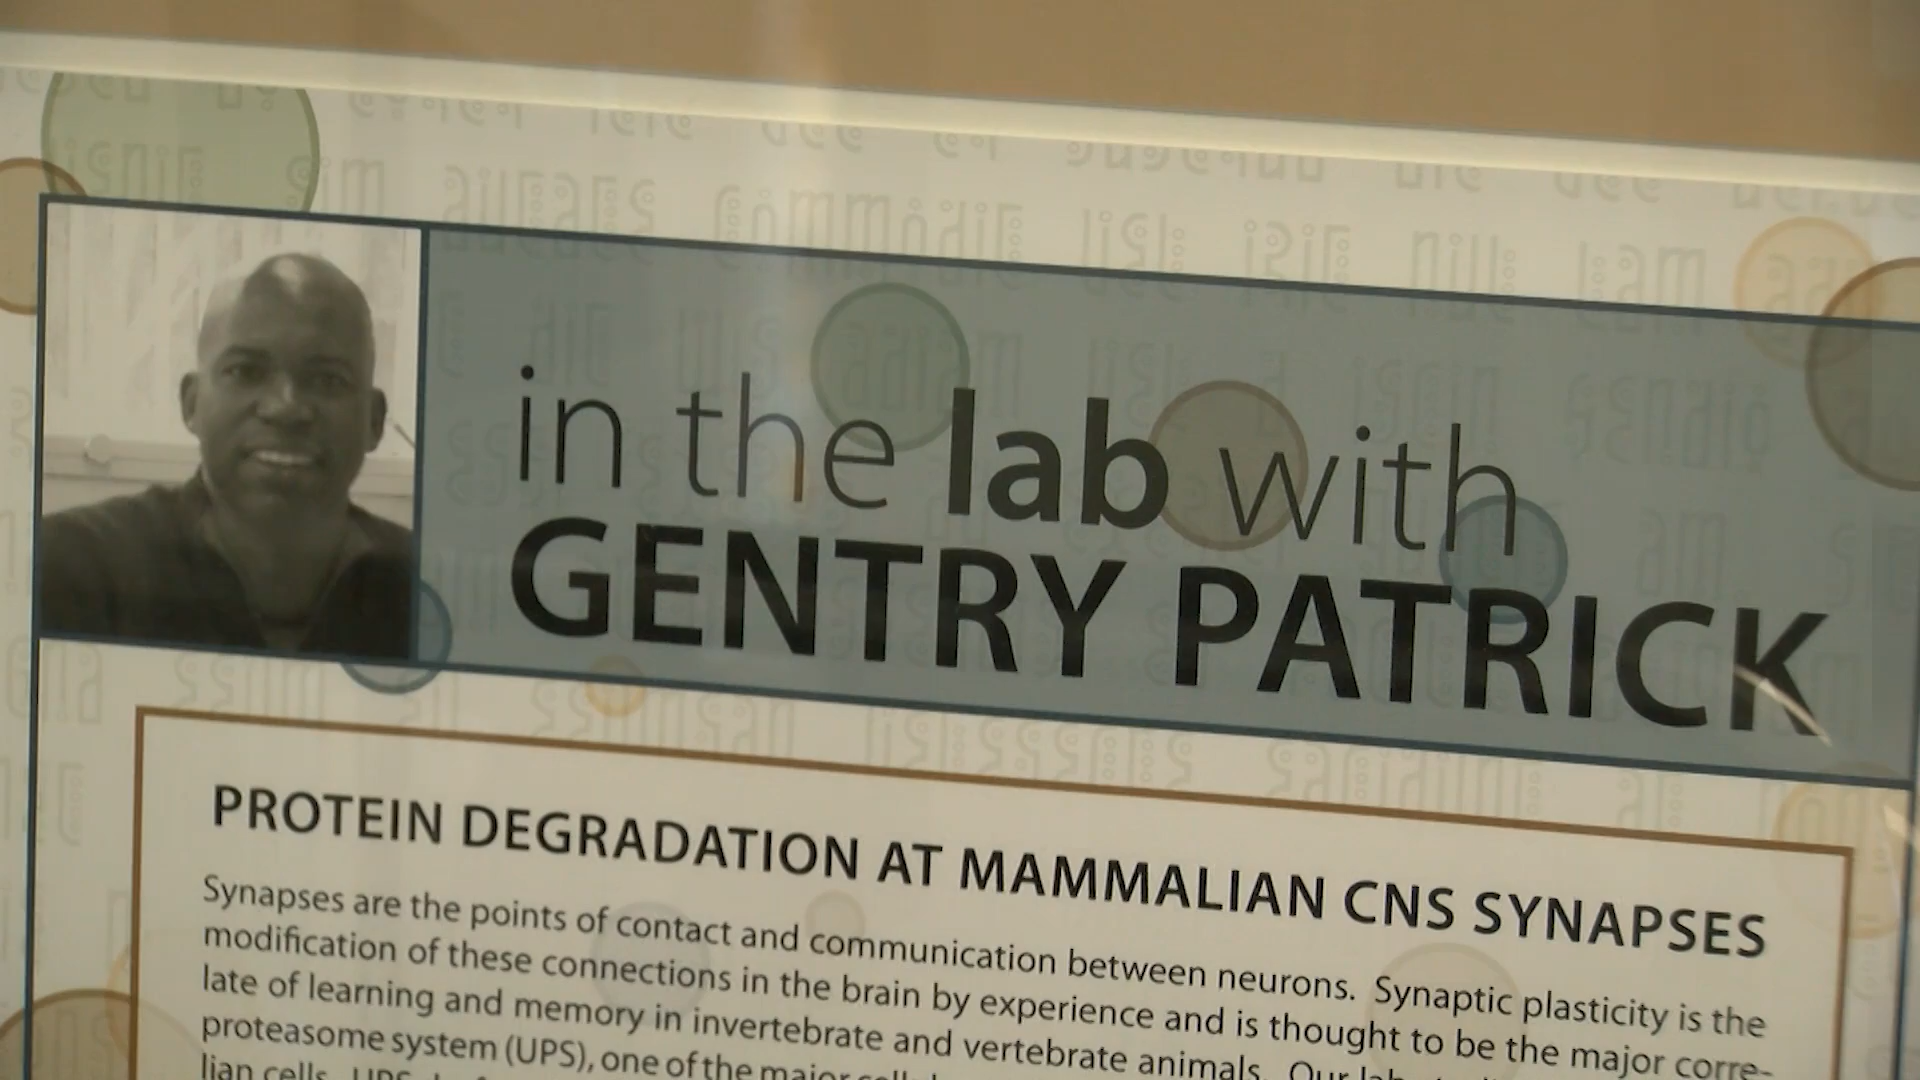 in the lab with
GENTRY PATRICK
PROTEIN DEGRADATION AT MAMMALIAN CNS SYNAPSES
Synapses are the points of contact and communication between neurons. Synaptic plasticity is the
modification of these connections in the brain by experience and is thought to be the major corre-
late of learning and memory in invertebrate and vertebrate animals. Our
proteasome system (UPS), one of the major
lian cells.